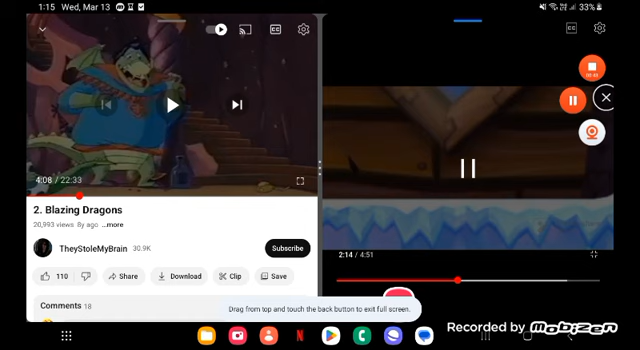 1:15 Wed, Mar 13
33%
4:08 / 22:33
2. Blazing Dragons
20,993 views By ago ...more
TheyStoleMyBrain 30.9K
Subscribe
110
Share
Download
Clip
Save
Comments 18
2:14 / 4:51
Drag from top and touch the back button to exit full screen.
Recorded by mobizen